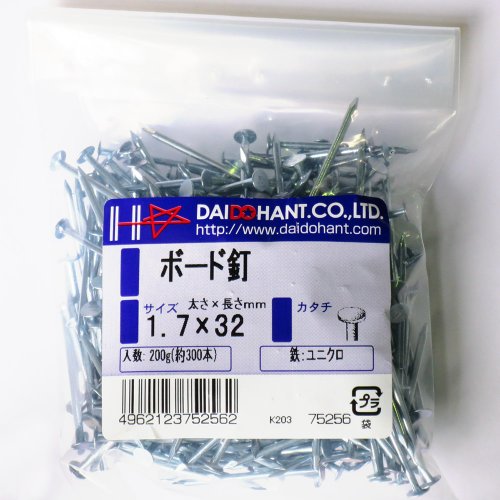 DAIDOHANT.CO.,LTD.
http://www.daidohant.com
ボード釘
サイズ 太さ×長さmm
1.7×32
カタチ
入数:200g(約300本)
鉄:ユニクロ
4962123752562
K203
75256
プラ
袋